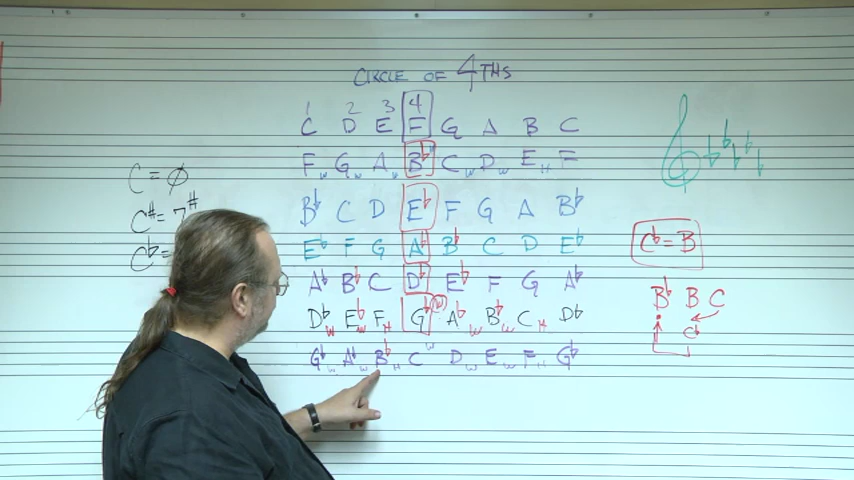 CIRCLE OF 4THS
1 2 3 4
C D E F G A B C
F W G W A W B♭ C W D W E H F
B♭ C D E♭ F G A B♭
E♭ F G A♭ B♭ C D E♭
A♭ B♭ C D♭ E♭ F G A♭
D♭ W E♭ W F H G♭ W A♭ W B♭ W C H D♭
G♭ W A♭ W B♭ H C W D W E W F H G♭
C = Ø
C# = 7#
C♭ =
C♭ = B
B♭ B C
C♭